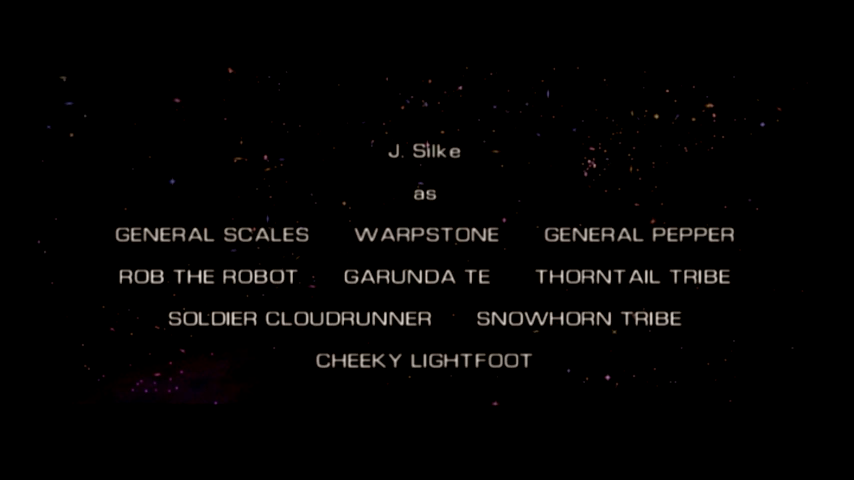 J. Silke
as
GENERAL SCALES WARPSTONE GENERAL PEPPER
ROB THE ROBOT GARUNDA TE THORNTAIL TRIBE
SOLDIER CLOUDRUNNER SNOWHORN TRIBE
CHEEKY LIGHTFOOT